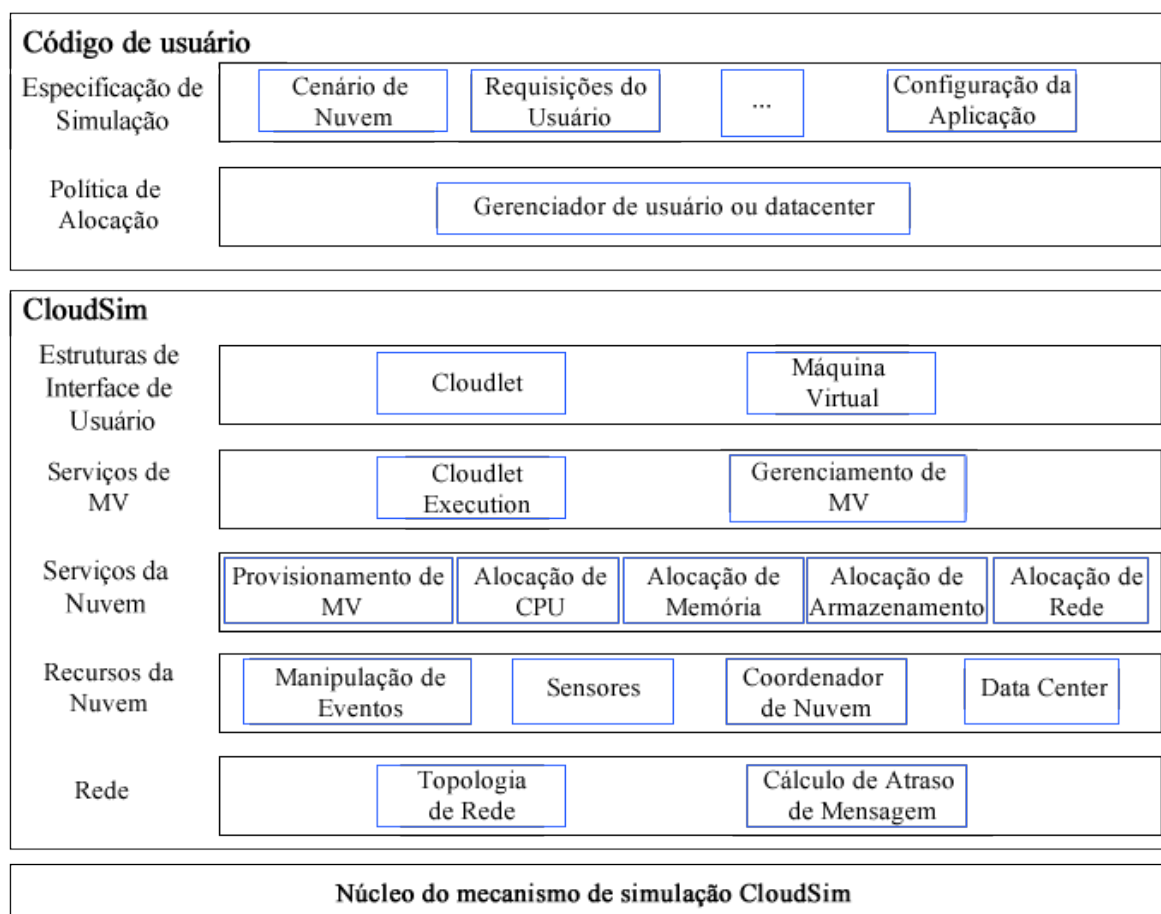 Código de usuário
Especificação de
Simulação
Cenário de
Nuvem
Requisições do
Usuário
...
Configuração da
Aplicação
Política de
Alocação
Gerenciador de usuário ou datacenter
CloudSim
Estruturas de
Interface de
Usuário
Cloudlet
Máquina
Virtual
Serviços de
MV
Cloudlet
Execution
Gerenciamento de
MV
Serviços da
Nuvem
Provisionamento de
MV
Alocação de
CPU
Alocação de
Memória
Alocação de
Armazenamento
Alocação de
Rede
Recursos da
Nuvem
Manipulação de
Eventos
Sensores
Coordenador
de Nuvem
Data Center
Rede
Topologia
de Rede
Cálculo de Atraso
de Mensagem
Núcleo do mecanismo de simulação CloudSim